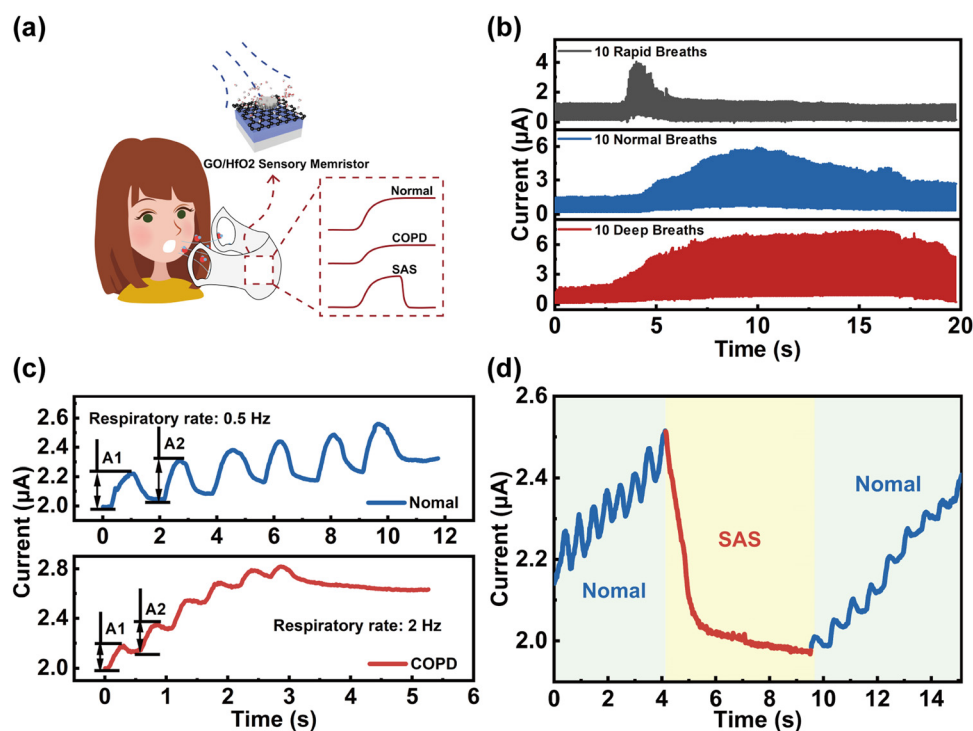 (a)
GO/HfO2 Sensory Memristor
Normal
COPD
SAS
(b)
10 Rapid Breaths
10 Normal Breaths
10 Deep Breaths
4
2
0
6
3
0
6
3
0
Current (μA)
0 5 10 15 20
Time (s)
(c)
Respiratory rate: 0.5 Hz
A1
A2
Nomal
2.6
2.4
2.2
2.0
0 2 4 6 8 10 12
A1
A2
Respiratory rate: 2 Hz
COPD
2.8
2.4
2.0
Current (μA)
0 1 2 3 4 5 6
Time (s)
(d)
2.6
2.4
2.2
2.0
Current (μA)
Nomal
SAS
Nomal
0 2 4 6 8 10 12 14
Time (s)